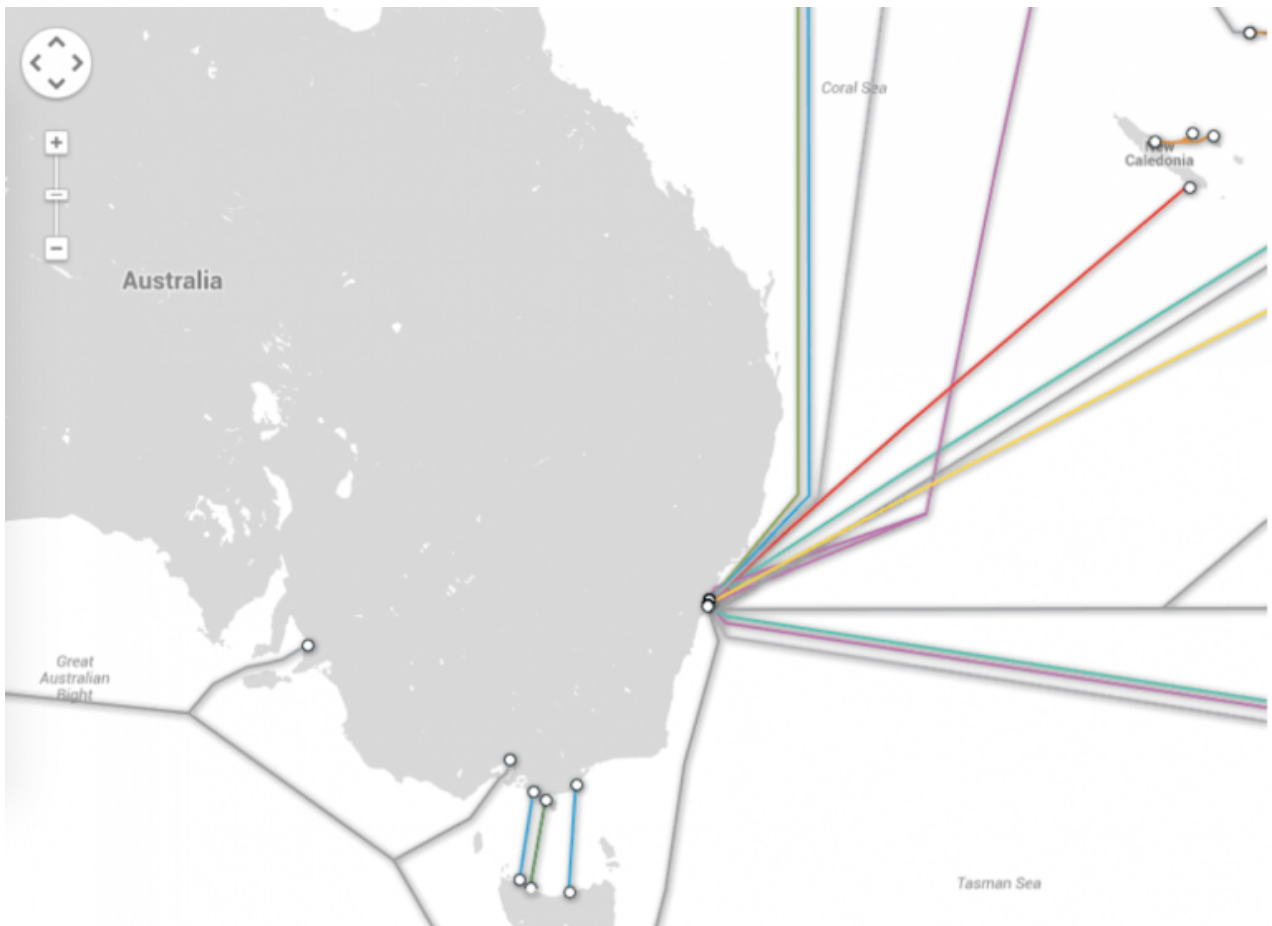 Coral Sea
New
Caledonia
Australia
Great
Australian
Bight
Tasman Sea